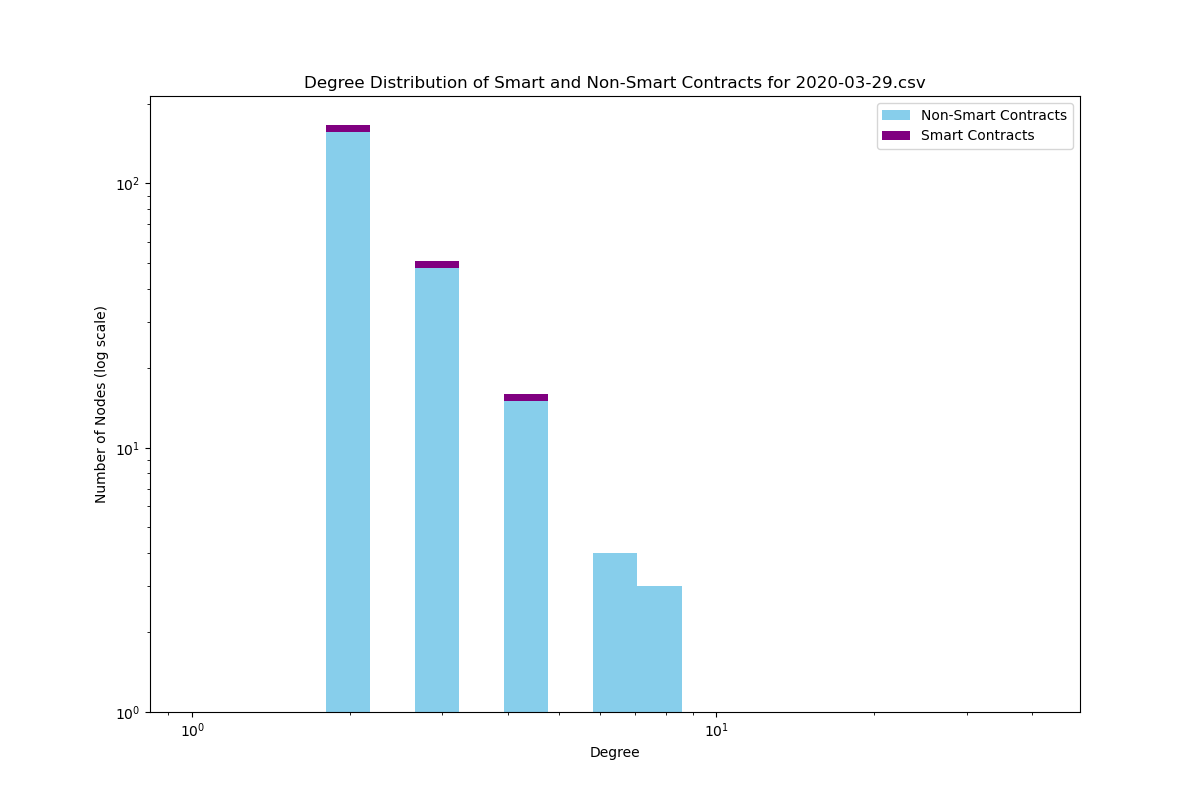 Degree Distribution of Smart and Non-Smart Contracts for 2020-03-29.csv
Non-Smart Contracts
Smart Contracts
Number of Nodes (log scale)
10²
10¹
10⁰
10⁰ 10¹
Degree